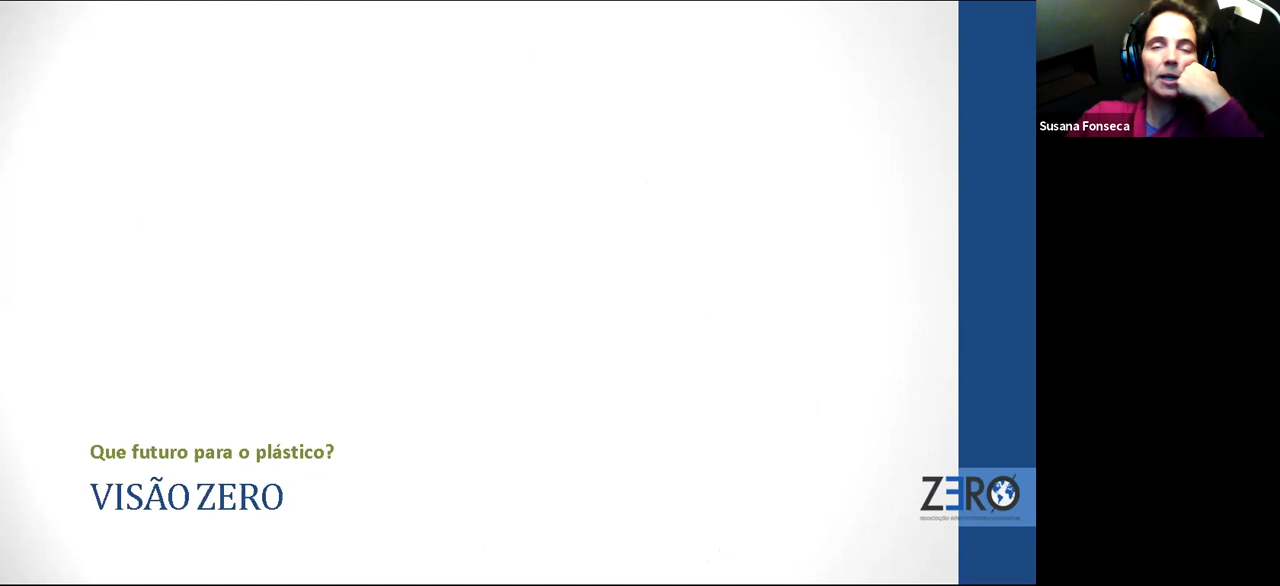 Susana Fonseca
Que futuro para o plástico?
VISÃO ZERO
ZERO